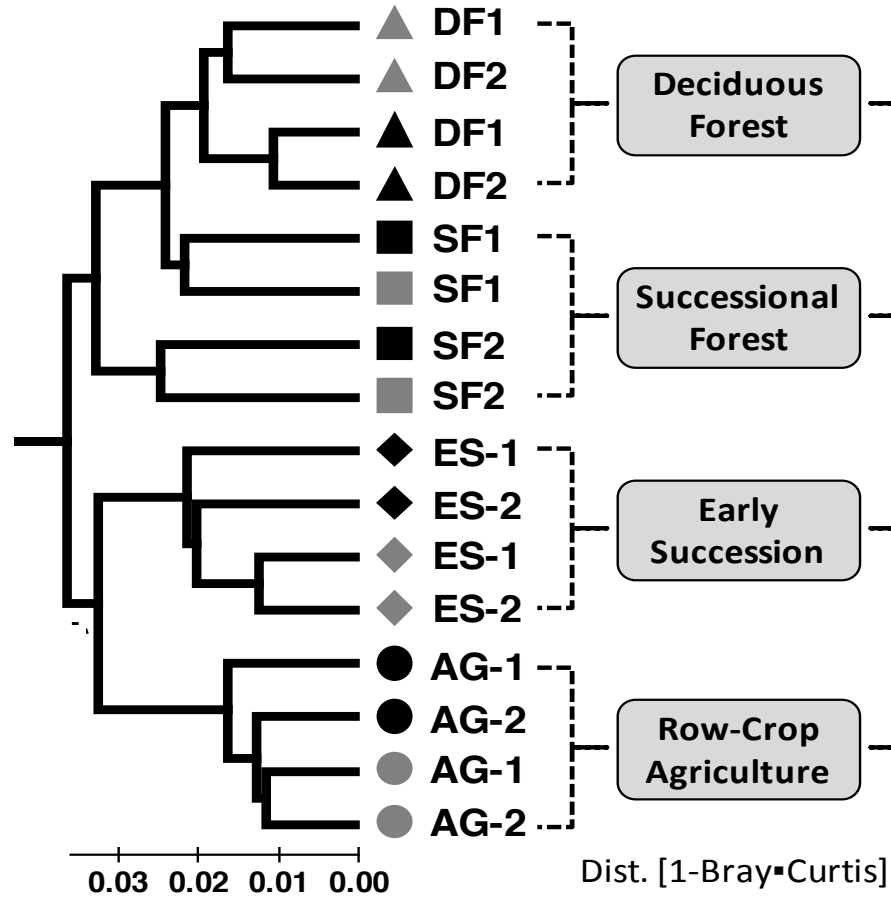 DF1
DF2
DF1
DF2
SF1
SF1
SF2
SF2
ES-1
ES-2
ES-1
ES-2
AG-1
AG-2
AG-1
AG-2
Deciduous
Forest
Successional
Forest
Early
Succession
Row-Crop
Agriculture
0.03 0.02 0.01 0.00
Dist. [1-Bray▪Curtis]